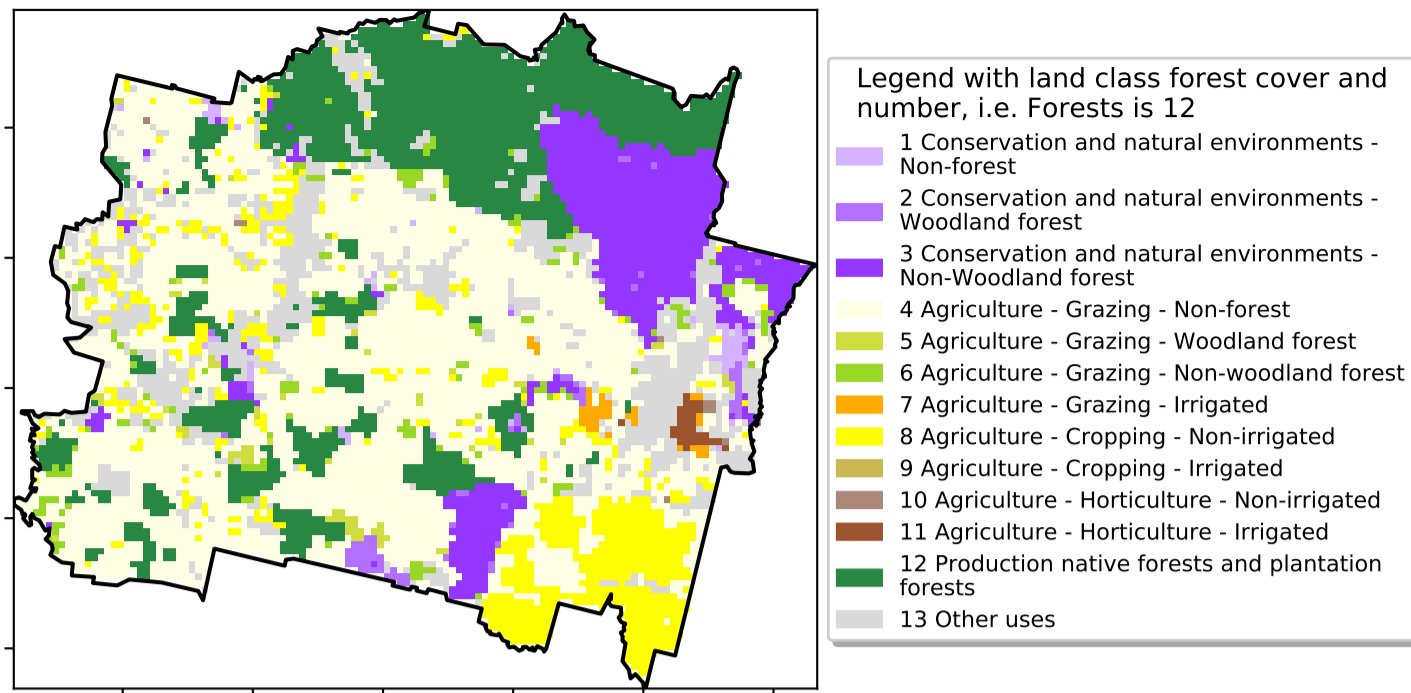 Legend with land class forest cover and
number, i.e. Forests is 12
1 Conservation and natural environments -
Non-forest
2 Conservation and natural environments -
Woodland forest
3 Conservation and natural environments -
Non-Woodland forest
4 Agriculture - Grazing - Non-forest
5 Agriculture - Grazing - Woodland forest
6 Agriculture - Grazing - Non-woodland forest
7 Agriculture - Grazing - Irrigated
8 Agriculture - Cropping - Non-irrigated
9 Agriculture - Cropping - Irrigated
10 Agriculture - Horticulture - Non-irrigated
11 Agriculture - Horticulture - Irrigated
12 Production native forests and plantation
forests
13 Other uses